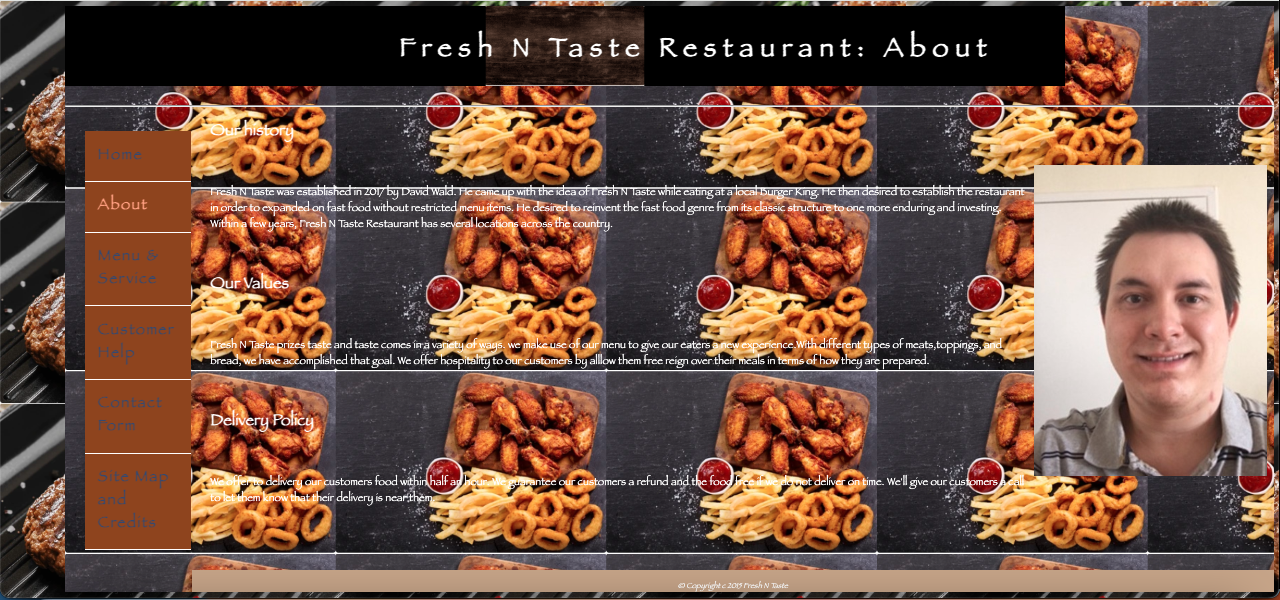 Fresh N Taste Restaurant: About
Home
About
Menu &
Service
Customer
Help
Contact
Form
Site Map
and
Credits
Our history
Fresh N Taste was established in 2017 by David Wald. He came up with the idea of Fresh N Taste while eating at a local Burger King. He then desired to establish the restaurant
in order to expanded on fast food without restricted menu items. He desired to reinvent the fast food genre from its classic structure to one more enduring and investing.
Within a few years, Fresh N Taste Restaurant has several locations across the country.
Our Values
Fresh N Taste prizes taste and taste comes in a variety of ways. we make use of our menu to give our eaters a new experience.With different types of meats,toppings, and
bread, we have accomplished that goal. We offer hospitality to our customers by alllow them free reign over their meals in terms of how they are prepared.
Delivery Policy
We offer to delivery our customers food within half an hour. We guarantee our customers a refund and the food free if we do not deliver on time. We'll give our customers a call
to let them know that their delivery is near them
© Copyright c 2015 Fresh N Taste